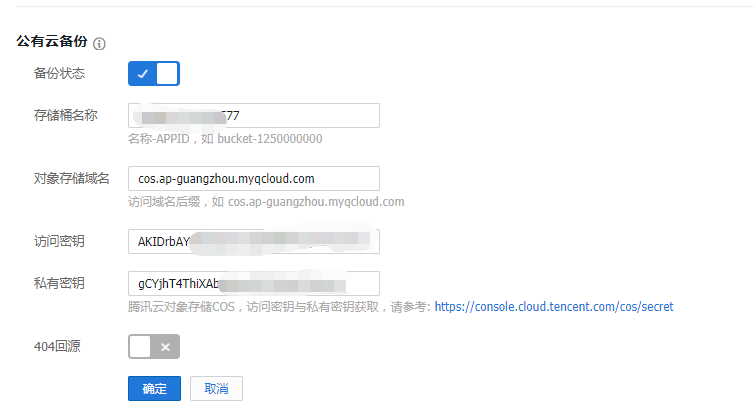 公有云备份
备份状态
存储桶名称
577
名称-APPID，如 bucket-1250000000
对象存储域名 cos.ap-guangzhou.myqcloud.com
访问域名后缀，如 cos.ap-guangzhou.myqcloud.com
访问密钥 AKIDrbAY
私有密钥 gCYjhT4ThiXAb
腾讯云对象存储COS，访问密钥与私有密钥获取，请参考: https://console.cloud.tencent.com/cos/secret
404回源
确定 取消